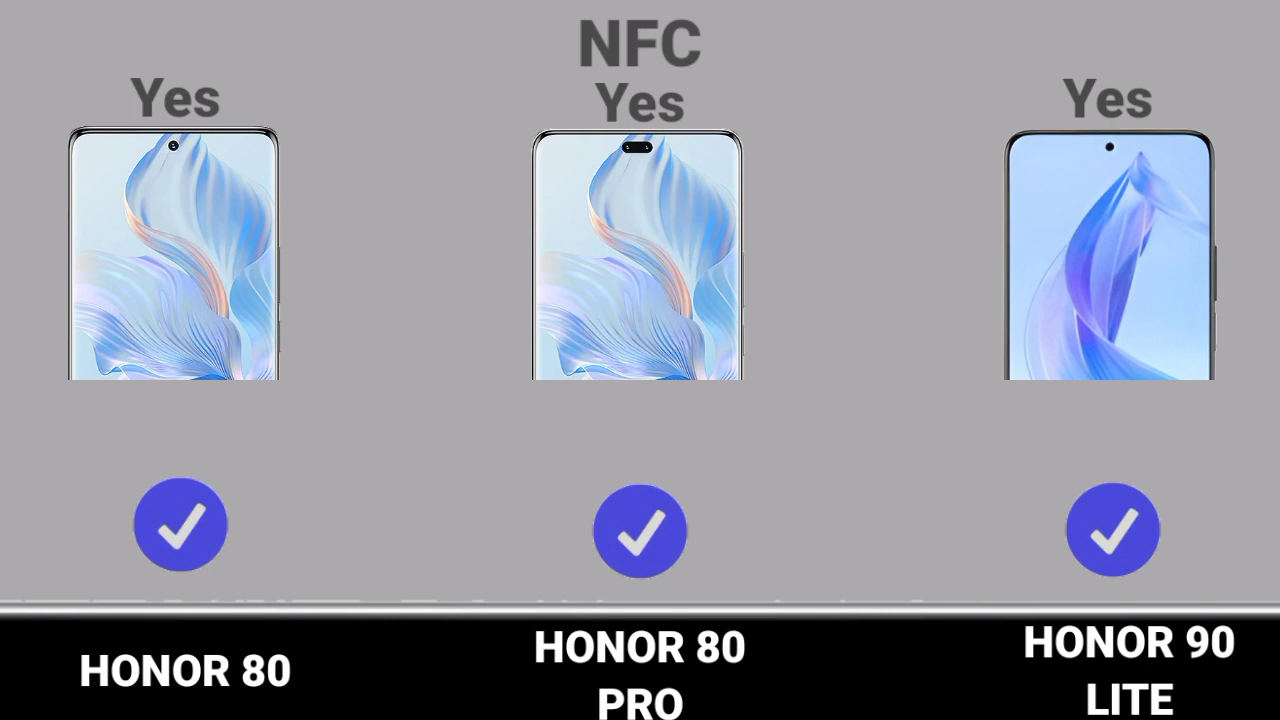 NFC
Yes
Yes
Yes
HONOR 80
HONOR 80
PRO
HONOR 90
LITE